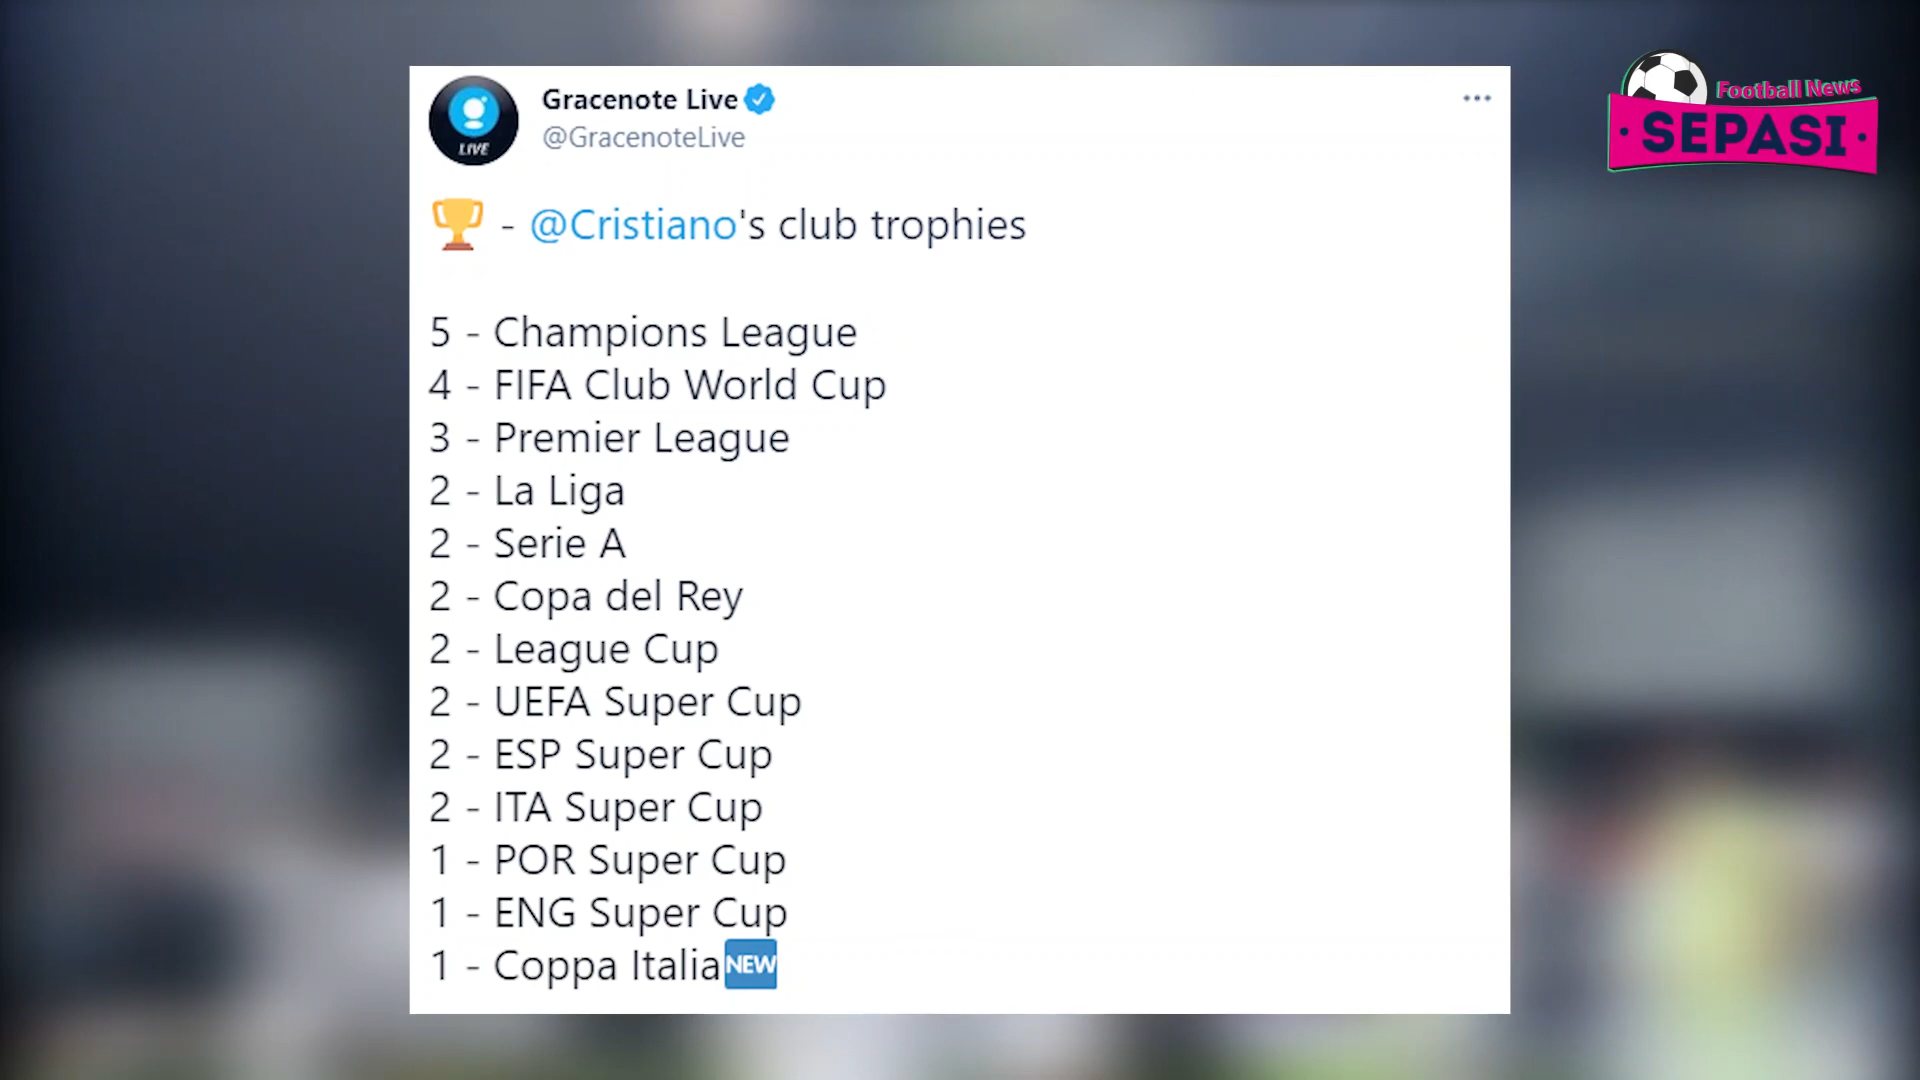 Gracenote Live
@GracenoteLive
LIVE
Football News
SEPASI
🏆 - @Cristiano's club trophies
5 - Champions League
4 - FIFA Club World Cup
3 - Premier League
2 - La Liga
2 - Serie A
2 - Copa del Rey
2 - League Cup
2 - UEFA Super Cup
2 - ESP Super Cup
2 - ITA Super Cup
1 - POR Super Cup
1 - ENG Super Cup
1 - Coppa Italia NEW